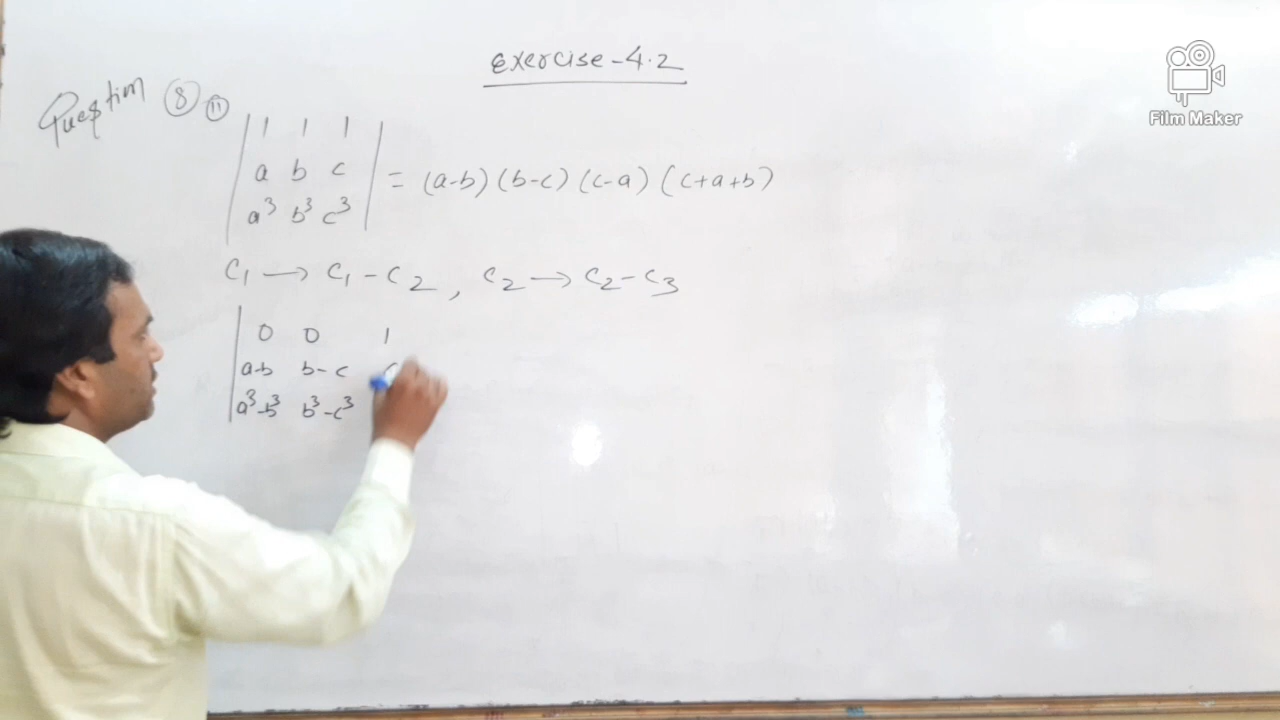 Exercise-4.2
Film Maker
Question 8 11
| 1 1 1 |
| a b c | = (a-b)(b-c)(c-a)(c+a+b)
| a³ b³ c³ |
C₁ → C₁ - C₂, C₂ → C₂ - C₃
| 0 0 1
| a-b b-c c
| a³-b³ b³-c³